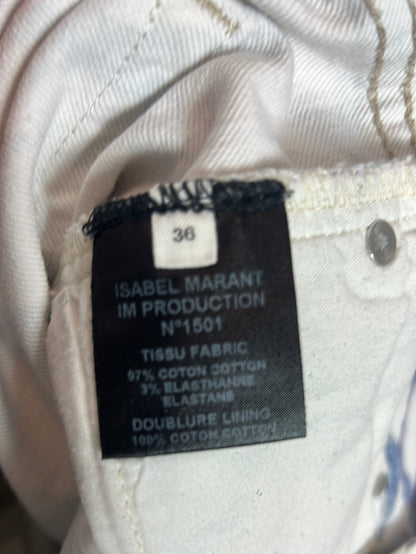 36
ISABEL MARANT
IM PRODUCTION
N°1501
TISSU FABRIC
97% COTON COTTON
3% ELASTHANNE
ELASTANE
DOUBLURE LINING
100% COTON COTTON